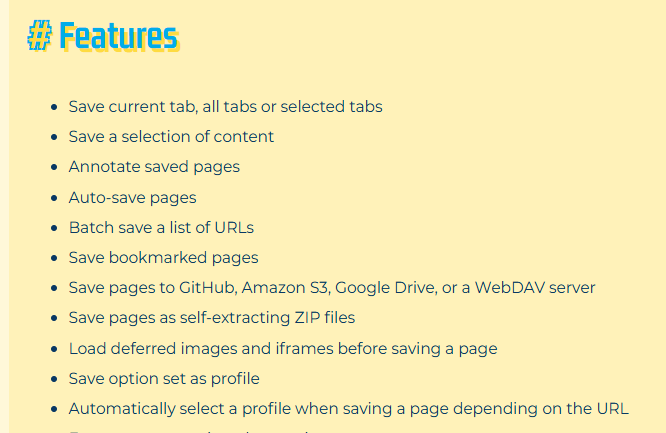 # Features
• Save current tab, all tabs or selected tabs
• Save a selection of content
• Annotate saved pages
• Auto-save pages
• Batch save a list of URLs
• Save bookmarked pages
• Save pages to GitHub, Amazon S3, Google Drive, or a WebDAV server
• Save pages as self-extracting ZIP files
• Load deferred images and iframes before saving a page
• Save option set as profile
• Automatically select a profile when saving a page depending on the URL